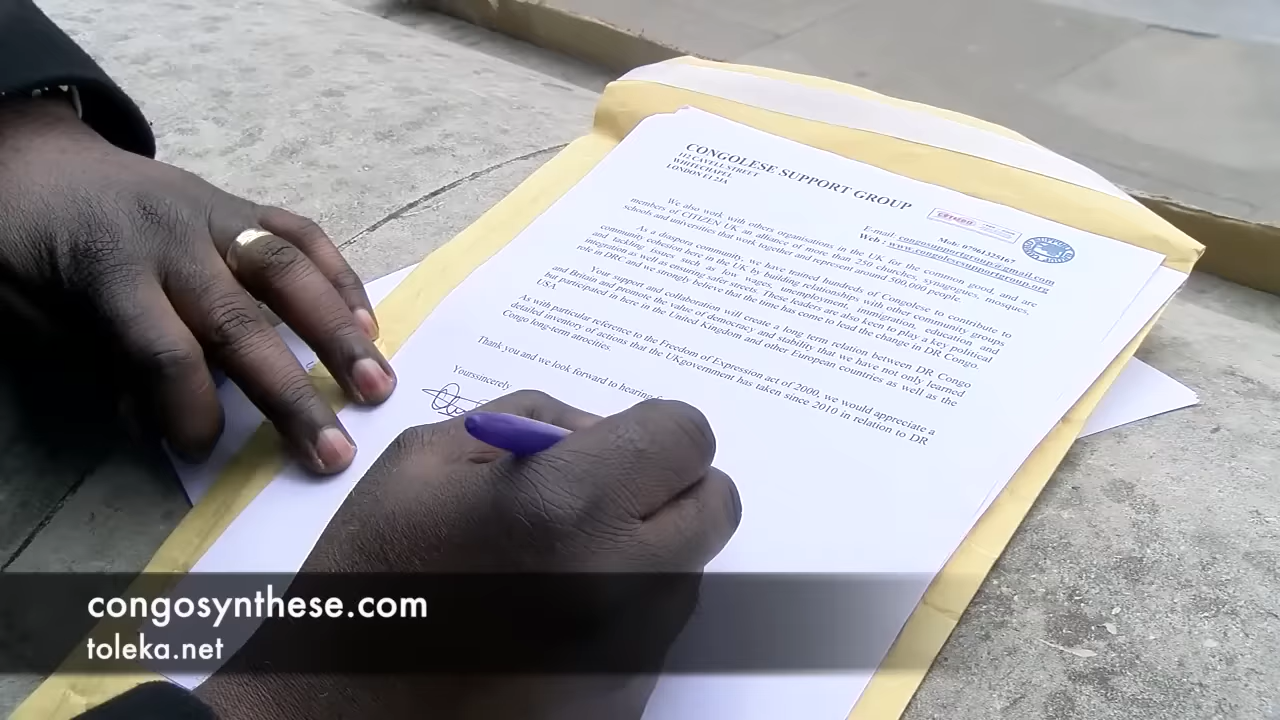 CONGOLESE SUPPORT GROUP
112 CAVELL STREET
WHITECHAPEL
LONDON E1 2JA
Mob: 07961325167
E-mail: congosupportgroup@gmail.com
Web: www.congolesesupportgroup.org
We also work with others organisations in the UK for the common good, and are
members of CITIZEN UK an alliance of more than 256 churches, synagogues, mosques,
schools and universities that work together and represent around 500,000 people.
As a diaspora community, we have trained hundreds of Congolese to contribute to
community cohesion here in the UK by building relationships with other community groups
and tackling issues such as low wages, unemployment, immigration, education and
integration as well as ensuring safer streets. These leaders are also keen to play a key political
role in DRC and we strongly believe that the time has come to lead the change in DR Congo.
Your support and collaboration will create a long term relation between DR Congo
and Britain and promote the value of democracy and stability that we have not only learned
but participated in here in the United Kingdom and other European countries as well as the
USA
As with particular reference to the Freedom of Expression act of 2000, we would appreciate a
detailed inventory of actions that the UKgovernment has taken since 2010 in relation to DR
Congo long-term atrocities.
Thank you and we look forward to hearing
Yourssincerely
congosynthese.com
toleka.net